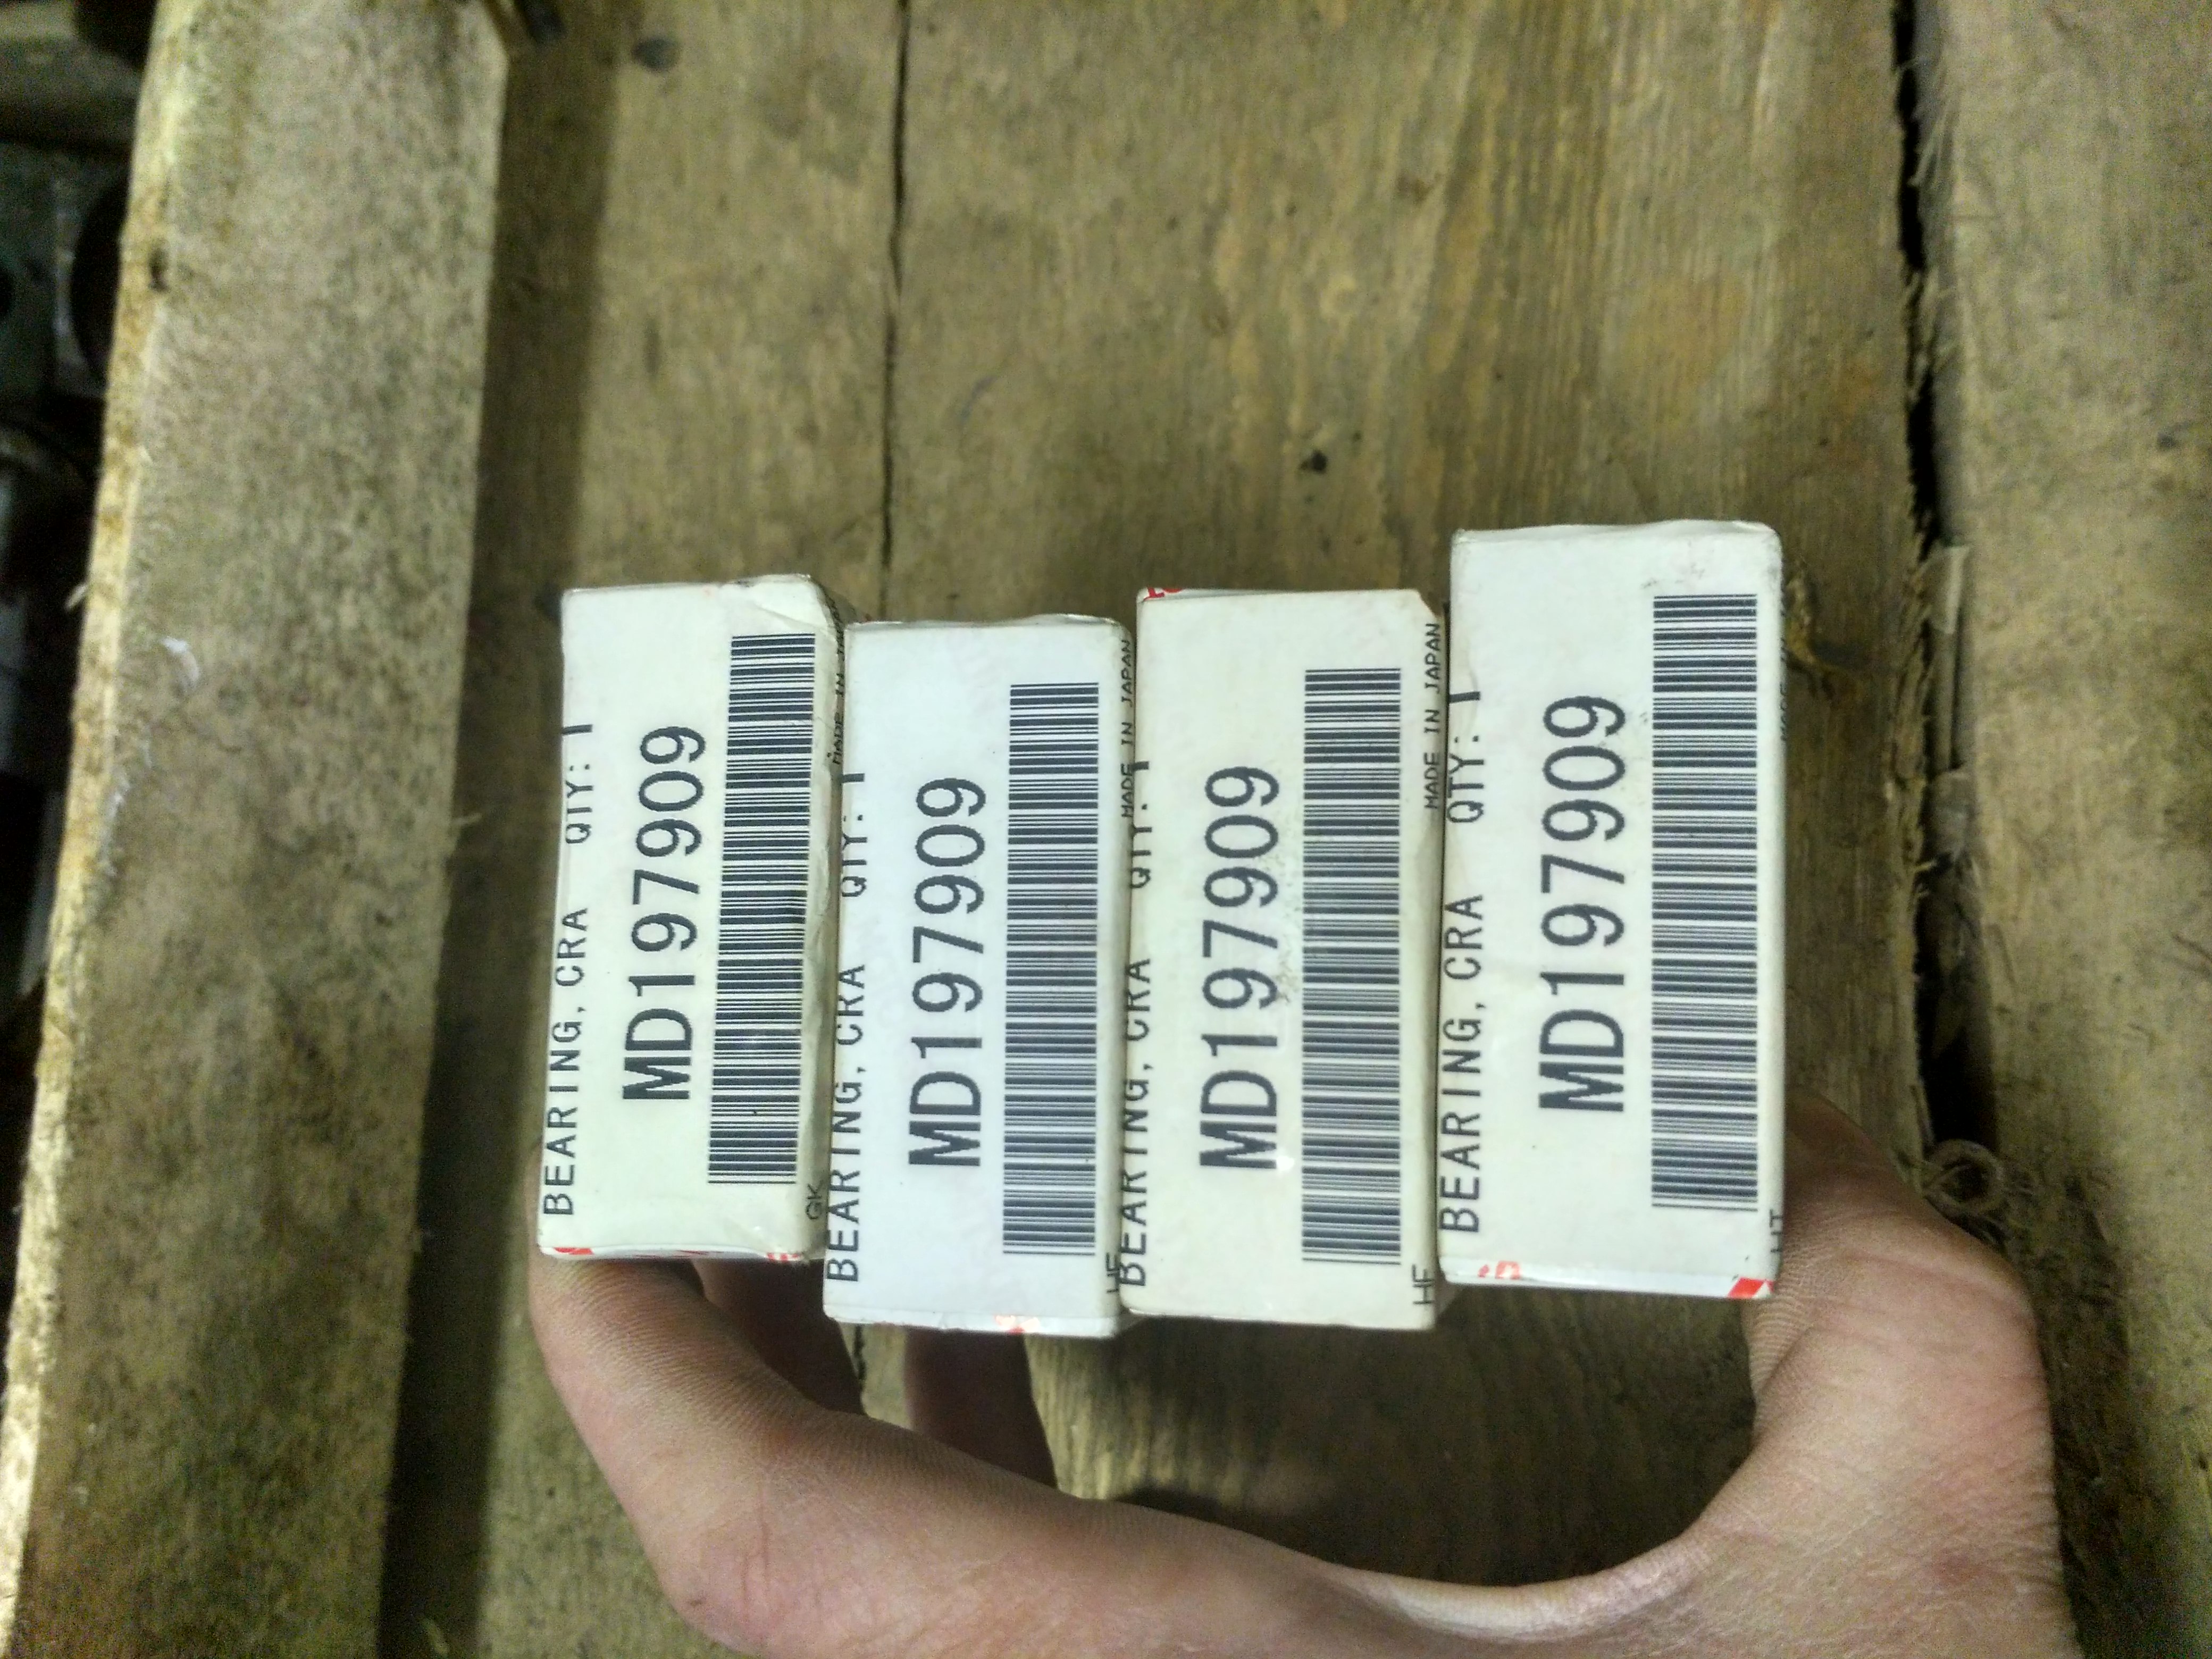 BEARING, CRA QTY: 1
MD197909
MADE IN
GK
BEARING, CRA QTY: 1
MD197909
MADE IN JAPAN
HF
BEARING, CRA QTY: 1
MD197909
MADE IN JAPAN
HF
BEARING, CRA QTY: 1
MD197909
HT